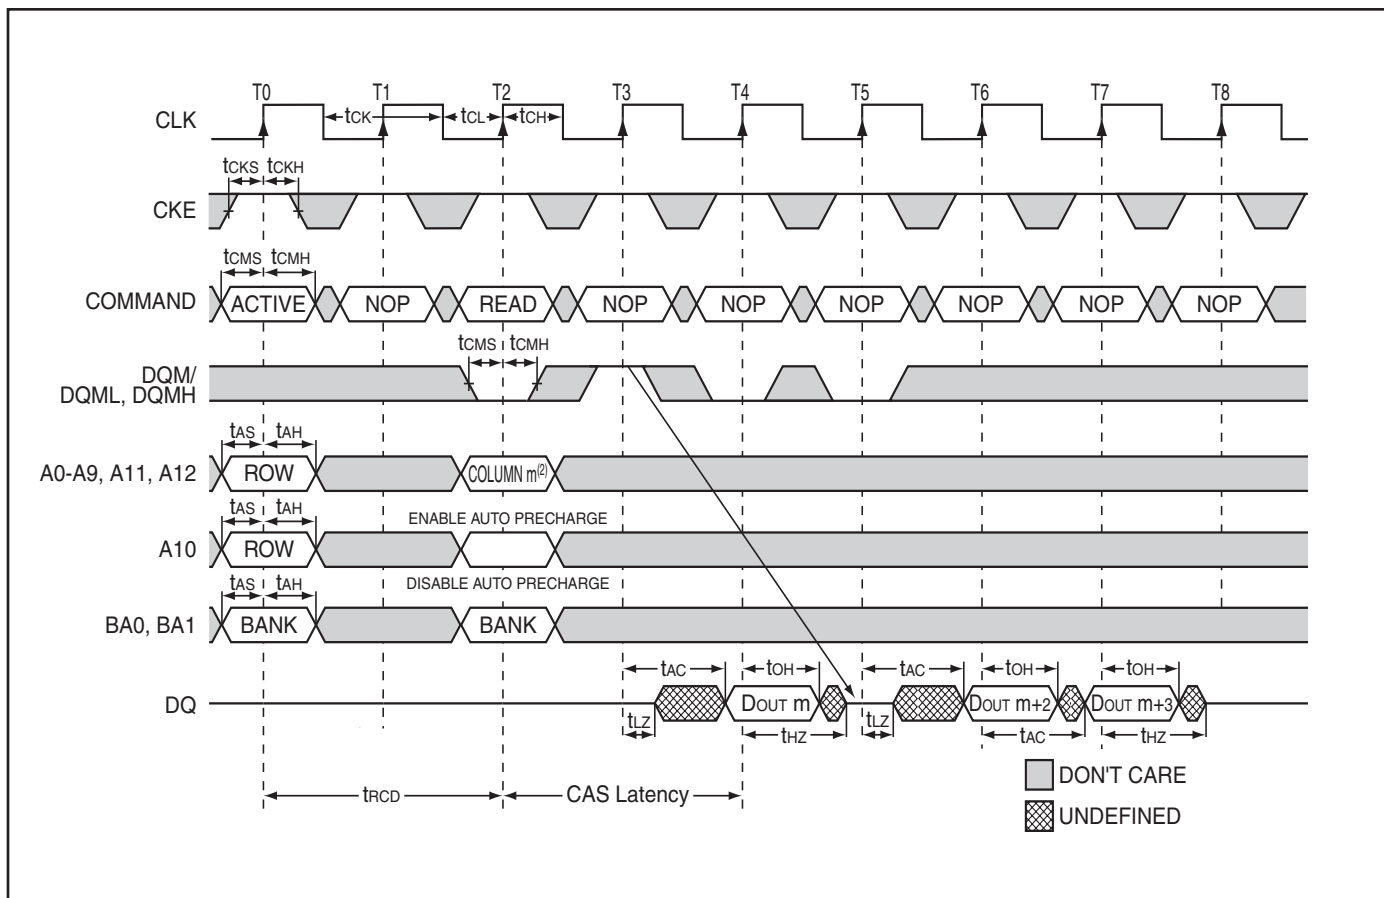 T0 T1 T2 T3 T4 T5 T6 T7 T8
CLK tCK tCL tCH
tCKS tCKH
CKE
tCMS tCMH
COMMAND ACTIVE NOP READ NOP NOP NOP NOP NOP NOP
tCMS tCMH
DQM/
DQML, DQMH
tAS tAH
A0-A9, A11, A12 ROW COLUMN m(2)
tAS tAH ENABLE AUTO PRECHARGE
A10 ROW
tAS tAH DISABLE AUTO PRECHARGE
BA0, BA1 BANK BANK
tAC tOH tAC tOH tOH
DQ DOUT m DOUT m+2 DOUT m+3
tLZ tHZ tLZ tAC tHZ
DON'T CARE
tRCD CAS Latency
UNDEFINED